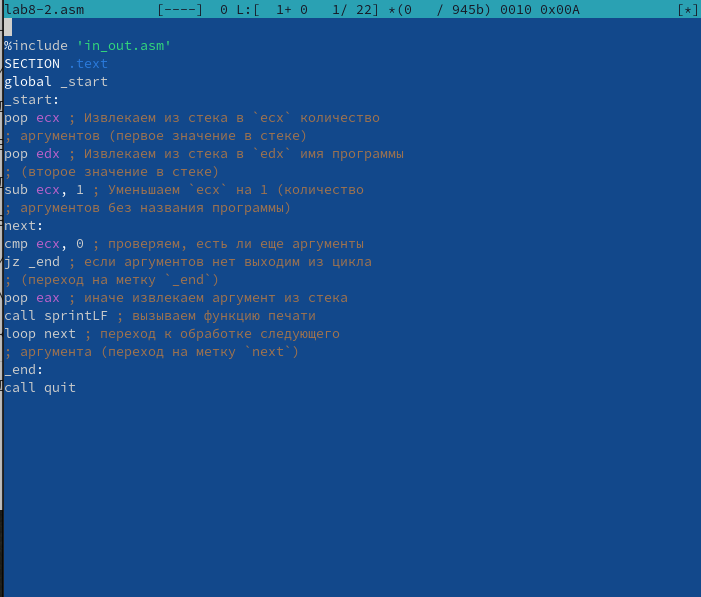 lab8-2.asm [----] 0 L:[ 1+ 0 1/ 22] *(0 / 945b) 0010 0x00A [*]
%include 'in_out.asm'
SECTION .text
global _start
_start:
pop ecx ; Извлекаем из стека в `ecx` количество
; аргументов (первое значение в стеке)
pop edx ; Извлекаем из стека в `edx` имя программы
; (второе значение в стеке)
sub ecx, 1 ; Уменьшаем `ecx` на 1 (количество
; аргументов без названия программы)
next:
cmp ecx, 0 ; проверяем, есть ли еще аргументы
jz _end ; если аргументов нет выходим из цикла
; (переход на метку `_end`)
pop eax ; иначе извлекаем аргумент из стека
call sprintLF ; вызываем функцию печати
loop next ; переход к обработке следующего
; аргумента (переход на метку `next`)
_end:
call quit